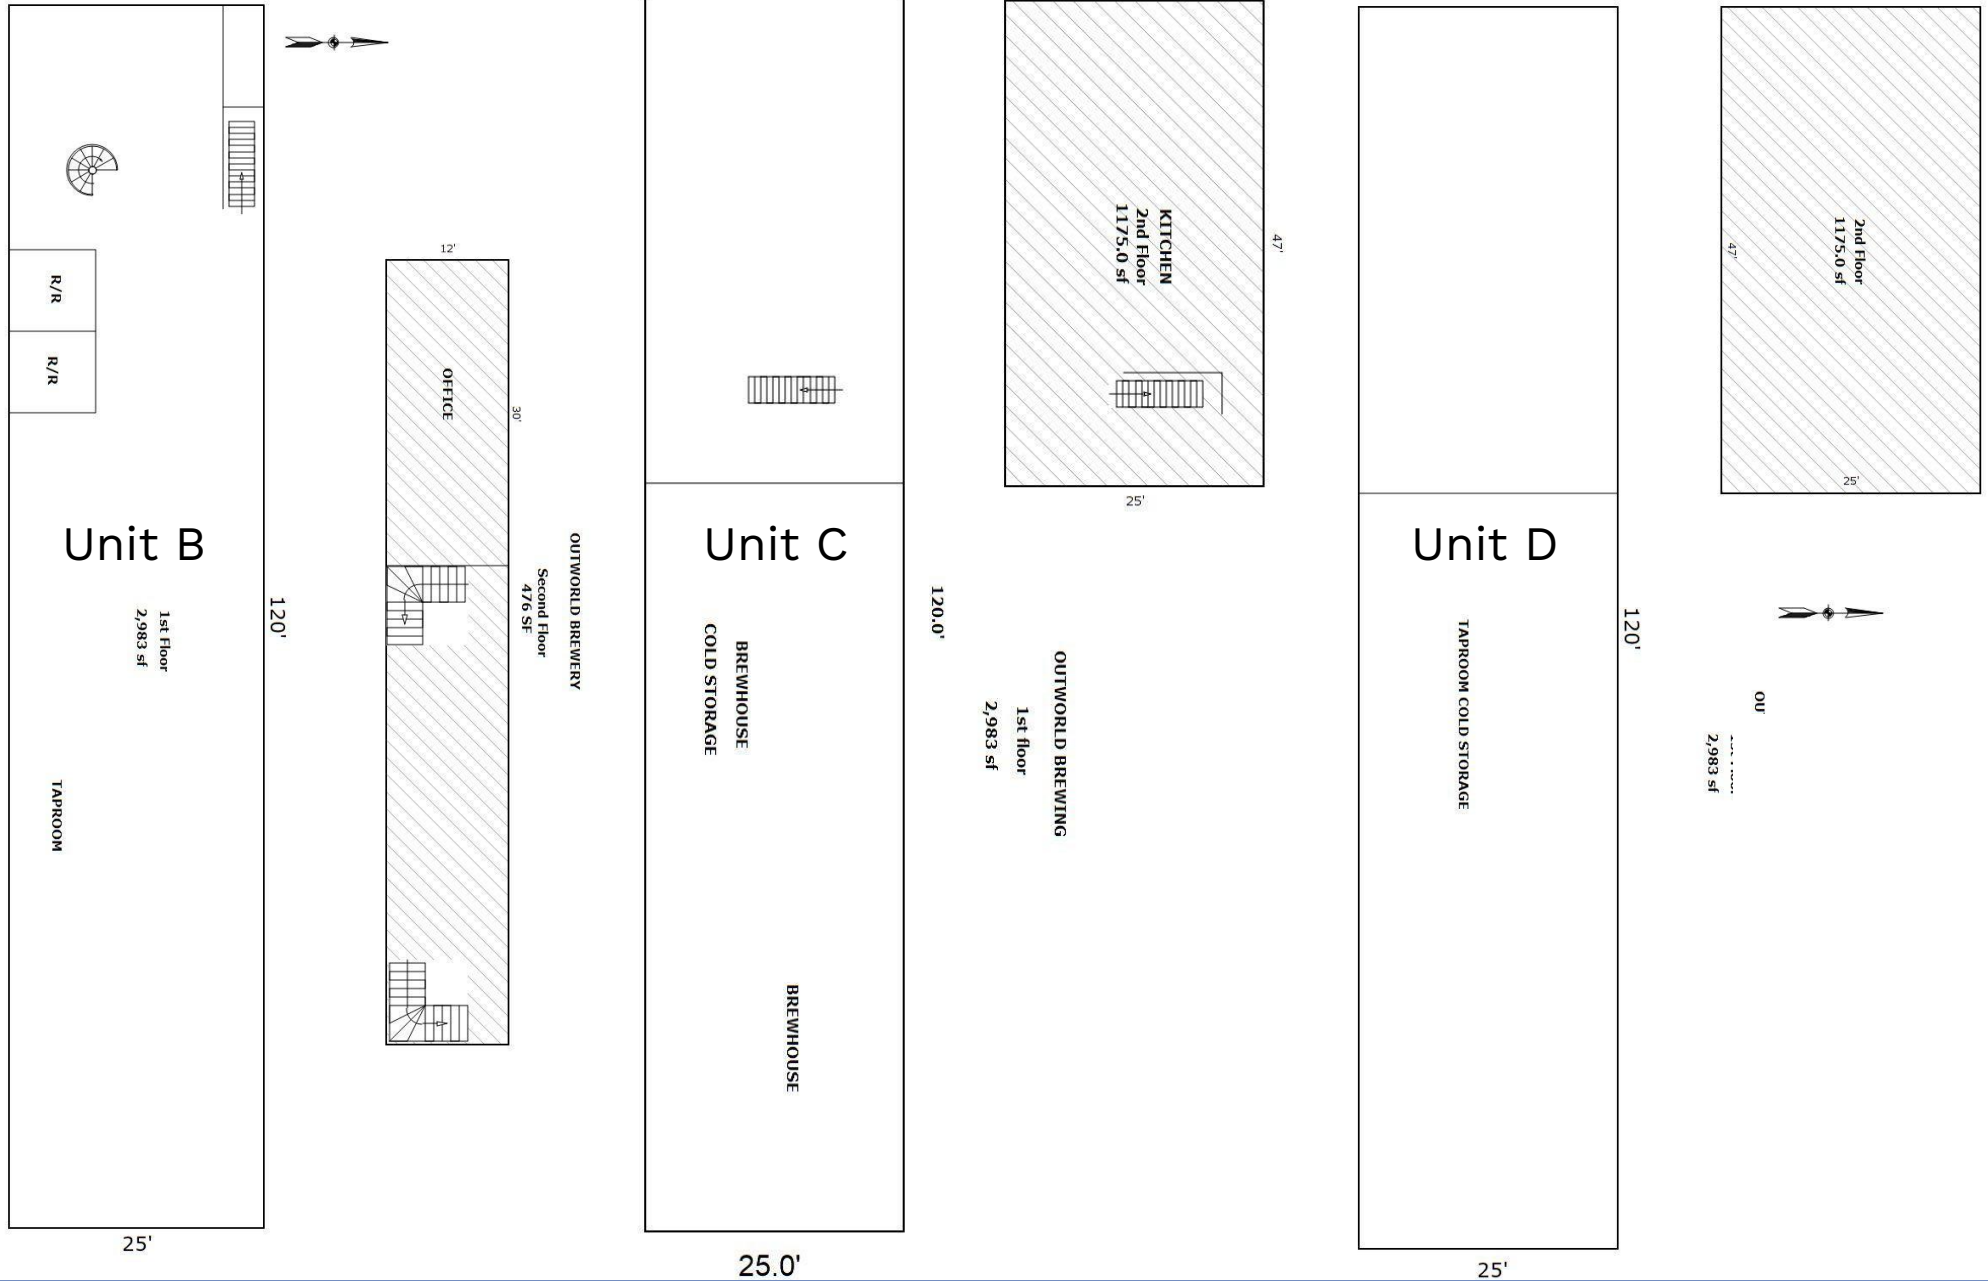 R/R
R/R
Unit B
1st Floor
2,983 sf
TAPROOM
120'
25'
12'
OFFICE
30'
OUTWORLD BREWERY
Second Floor
476 SF
Unit C
BREWHOUSE
COLD STORAGE
BREWHOUSE
120.0'
25.0'
KITCHEN
2nd Floor
1175.0 sf
47'
25'
OUTWORLD BREWING
1st floor
2,983 sf
Unit D
TAPROOM COLD STORAGE
120'
25'
2nd Floor
1175.0 sf
47'
25'
OU
2,983 sf